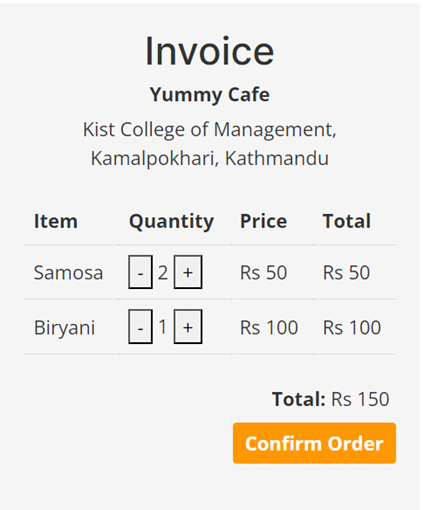 Invoice
Yummy Cafe
Kist College of Management,
Kamalpokhari, Kathmandu
Item Quantity Price Total
Samosa - 2 + Rs 50 Rs 50
Biryani - 1 + Rs 100 Rs 100
Total: Rs 150
Confirm Order